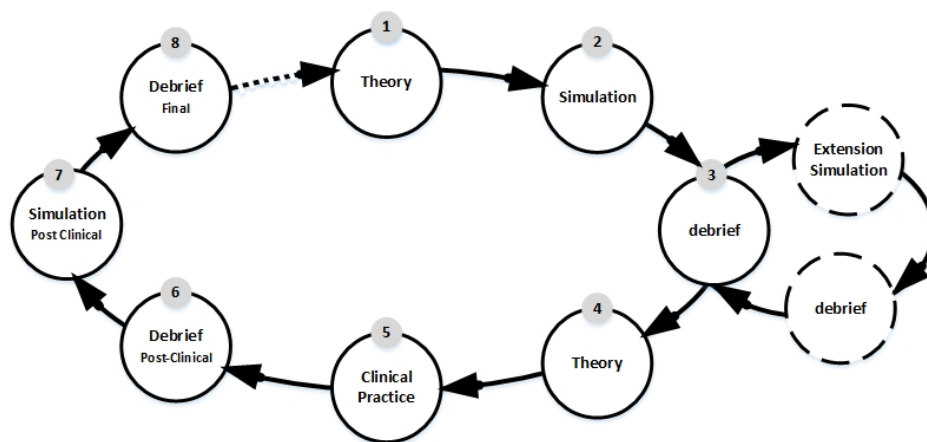 1
Theory
2
Simulation
3
debrief
Extension
Simulation
debrief
4
Theory
5
Clinical
Practice
6
Debrief
Post-Clinical
7
Simulation
Post Clinical
8
Debrief
Final